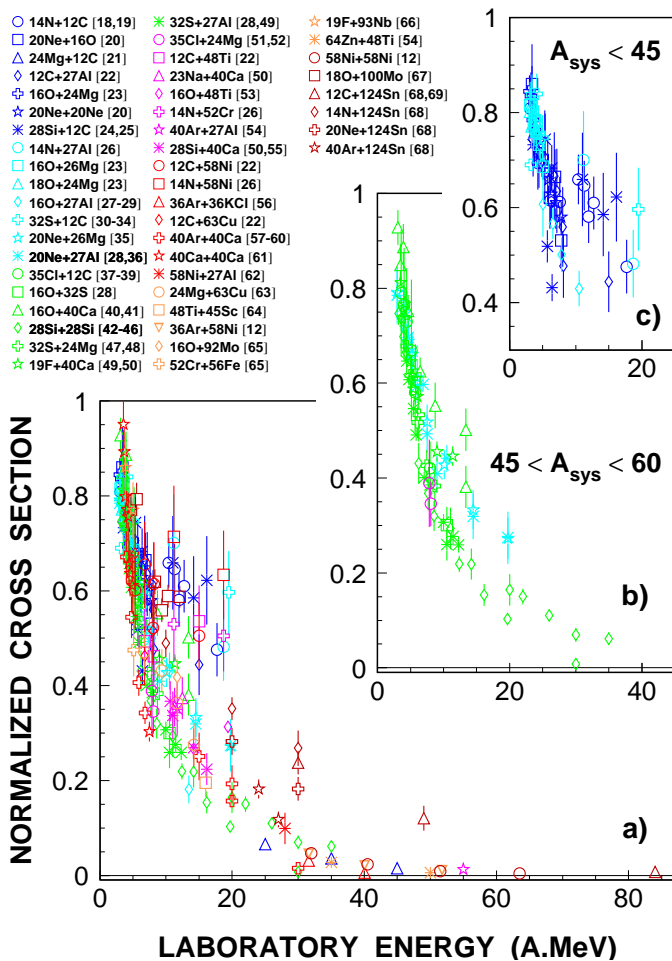 14N+12C [18,19]
20Ne+16O [20]
24Mg+12C [21]
12C+27Al [22]
16O+24Mg [23]
20Ne+20Ne [20]
28Si+12C [24,25]
14N+27Al [26]
16O+26Mg [23]
18O+24Mg [23]
16O+27Al [27-29]
32S+12C [30-34]
20Ne+26Mg [35]
20Ne+27Al [28,36]
35Cl+12C [37-39]
16O+32S [28]
16O+40Ca [40,41]
28Si+28Si [42-46]
32S+24Mg [47,48]
19F+40Ca [49,50]
32S+27Al [28,49]
35Cl+24Mg [51,52]
12C+48Ti [22]
23Na+40Ca [50]
16O+48Ti [53]
14N+52Cr [26]
40Ar+27Al [54]
28Si+40Ca [50,55]
12C+58Ni [22]
14N+58Ni [26]
36Ar+36KCl [56]
12C+63Cu [22]
40Ar+40Ca [57-60]
40Ca+40Ca [61]
58Ni+27Al [62]
24Mg+63Cu [63]
48Ti+45Sc [64]
36Ar+58Ni [12]
16O+92Mo [65]
52Cr+56Fe [65]
19F+93Nb [66]
64Zn+48Ti [54]
58Ni+58Ni [12]
18O+100Mo [67]
12C+124Sn [68,69]
14N+124Sn [68]
20Ne+124Sn [68]
40Ar+124Sn [68]
1
0.8
0.6
0.4
0 20
A_sys < 45
c)
1
0.8
0.6
0.4
0.2
0
0 20 40
45 < A_sys < 60
b)
1
0.8
0.6
0.4
0.2
0
0 20 40 60 80
a)
NORMALIZED CROSS SECTION
LABORATORY ENERGY (A.MeV)